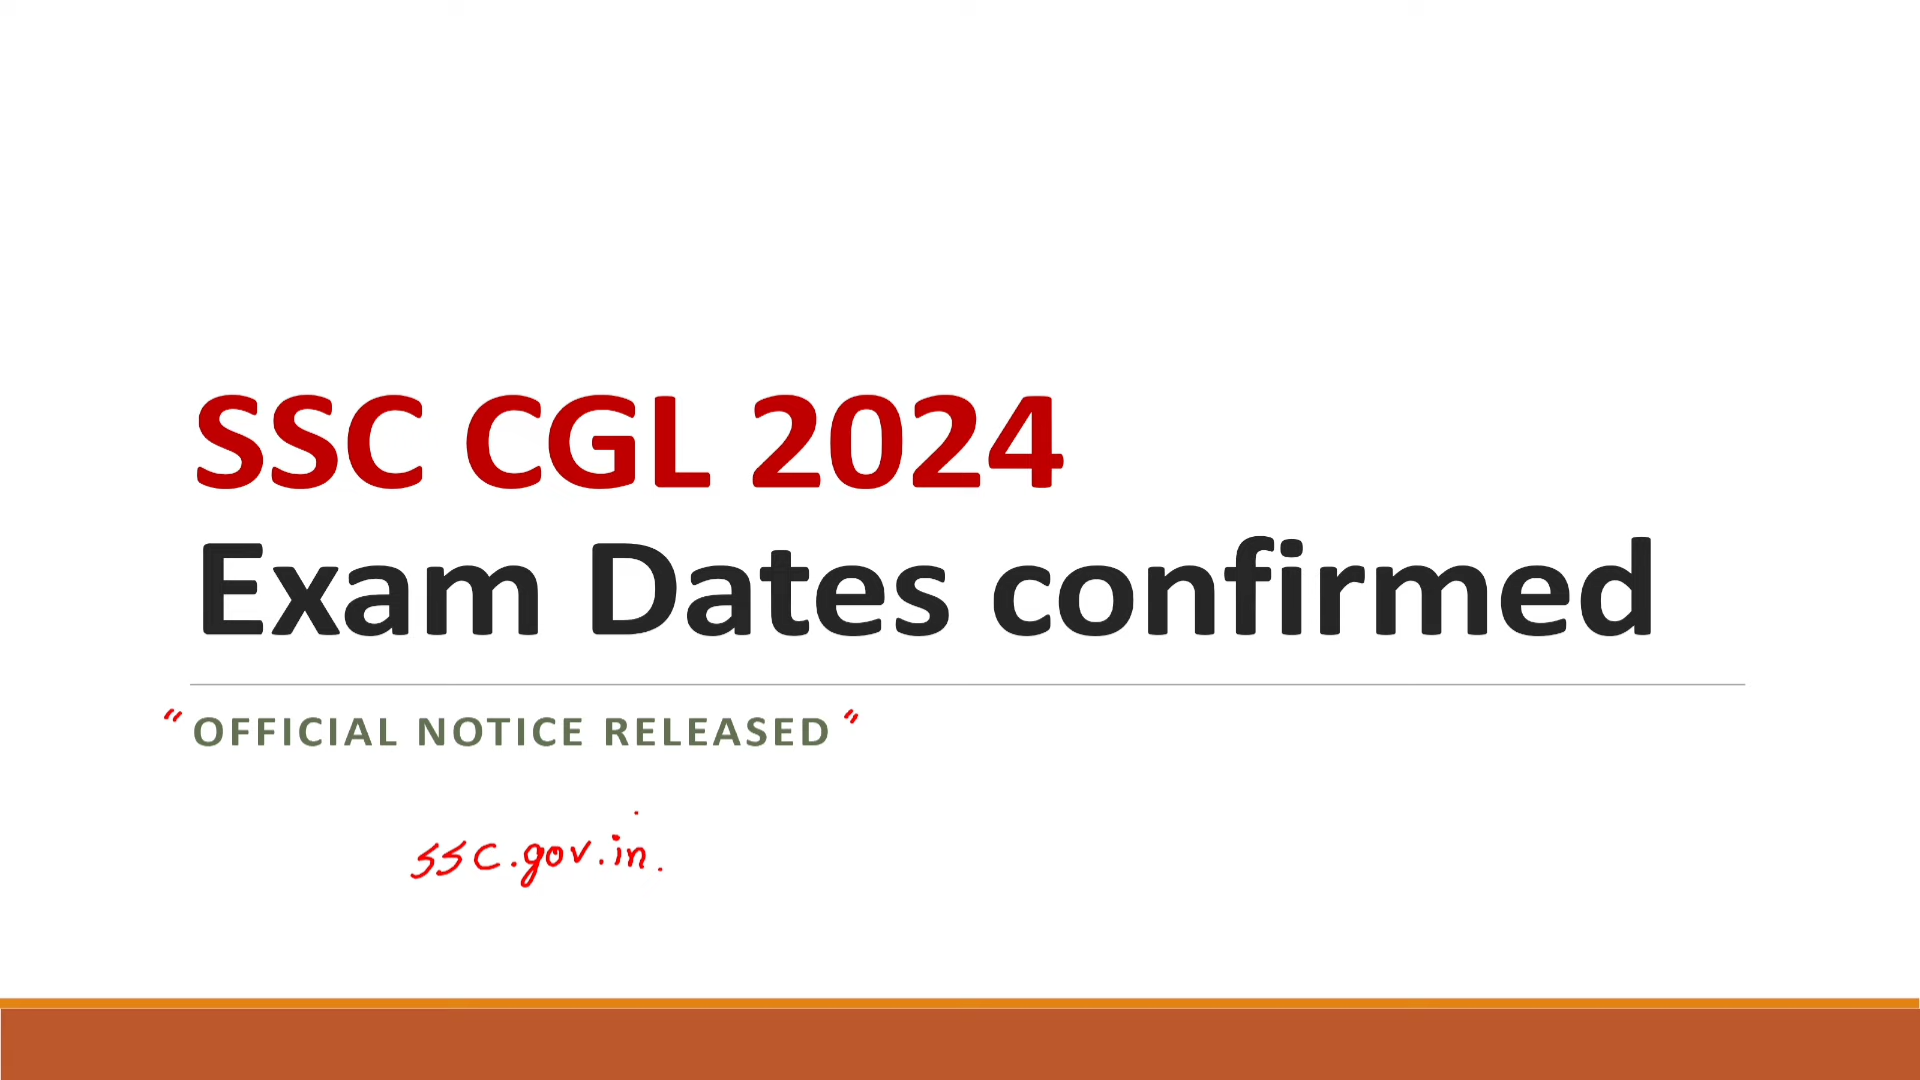 SSC CGL 2024
Exam Dates confirmed
"OFFICIAL NOTICE RELEASED"
ssc.gov.in.